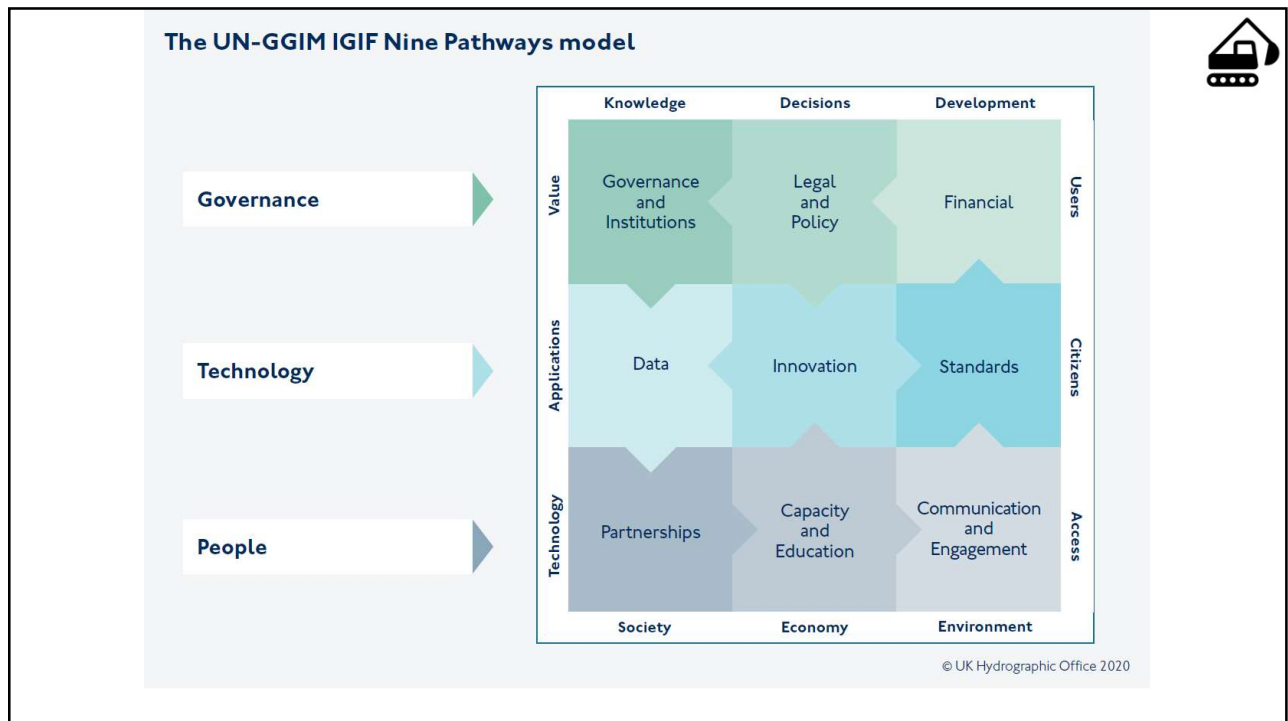 The UN-GGIM IGIF Nine Pathways model
Knowledge
Decisions
Development
Governance
Value
Governance
and
Institutions
Legal
and
Policy
Financial
Users
Technology
Applications
Data
Innovation
Standards
Citizens
People
Technology
Partnerships
Capacity
and
Education
Communication
and
Engagement
Access
Society
Economy
Environment
© UK Hydrographic Office 2020